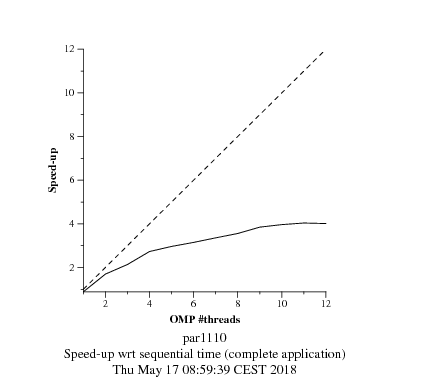 12
10
8
6
4
2
Speed-up
2 4 6 8 10 12
OMP #threads
par1110
Speed-up wrt sequential time (complete application)
Thu May 17 08:59:39 CEST 2018